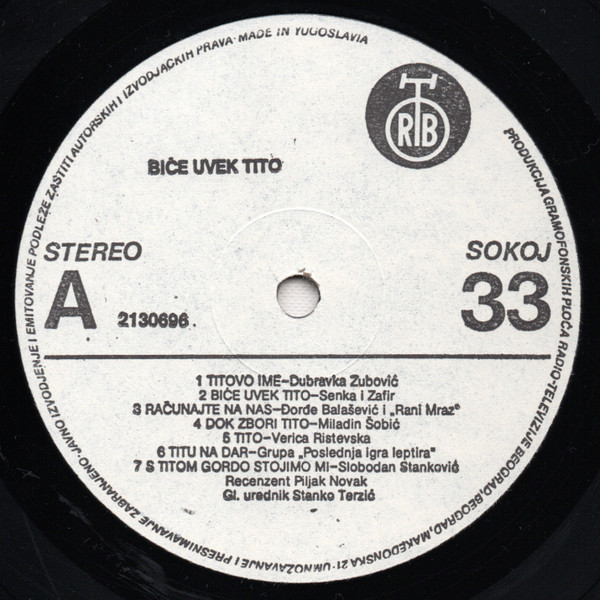 JAVNO IZVODJENJE I EMITOVANJE PODLEŽE ZAŠTITI AUTORSKIH I IZVODJAČKIH PRAVA · MADE IN YUGOSLAVIA
RTB
BIĆE UVEK TITO
STEREO
SOKOJ
A
33
2130696
1 TITOVO IME–Dubravka Zubović
2 BIĆE UVEK TITO–Senka i Zafir
3 RAČUNAJTE NA NAS–Đorđe Balašević i „Rani Mraz“
4 DOK ZBORI TITO–Miladin Šobić
5 TITO–Verica Ristevska
6 TITU NA DAR–Grupa „Poslednja igra leptira“
7 S TITOM GORDO STOJIMO MI–Slobodan Stanković
Recenzent Piljak Novak
Gl. urednik Stanko Terzić
PRODUKCIJA GRAMOFONSKIH PLOČA RADIO-TELEVIZIJE BEOGRAD, BEOGRAD, MAKEDONSKA 21 · UMNOŽAVANJE I PRESNIMAVANJE ZABRANJENO ·